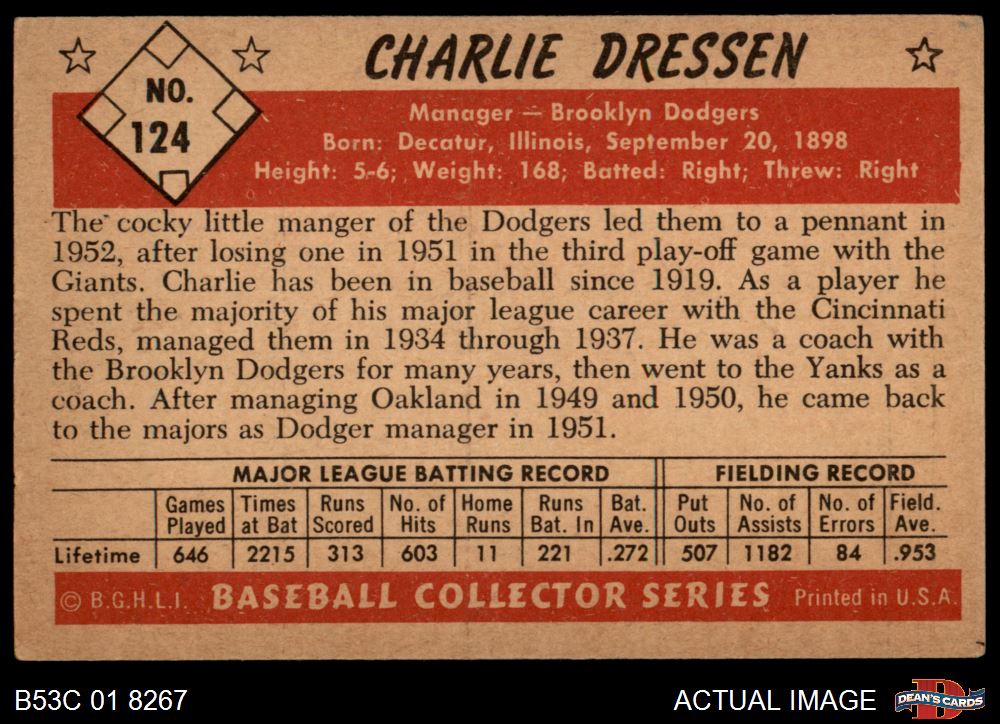 CHARLIE DRESSEN
NO.
124
Manager — Brooklyn Dodgers
Born: Decatur, Illinois, September 20, 1898
Height: 5-6; Weight: 168; Batted: Right; Threw: Right
The cocky little manger of the Dodgers led them to a pennant in
1952, after losing one in 1951 in the third play-off game with the
Giants. Charlie has been in baseball since 1919. As a player he
spent the majority of his major league career with the Cincinnati
Reds, managed them in 1934 through 1937. He was a coach with
the Brooklyn Dodgers for many years, then went to the Yanks as a
coach. After managing Oakland in 1949 and 1950, he came back
to the majors as Dodger manager in 1951.
MAJOR LEAGUE BATTING RECORD FIELDING RECORD
Games Times Runs No. of Home Runs Bat. Put No. of No. of Field.
Played at Bat Scored Hits Runs Bat. In Ave. Outs Assists Errors Ave.
Lifetime 646 2215 313 603 11 221 .272 507 1182 84 .953
© B.G.H.L.I. BASEBALL COLLECTOR SERIES Printed in U.S.A.
B53C 01 8267 ACTUAL IMAGE DEAN'S CARDS